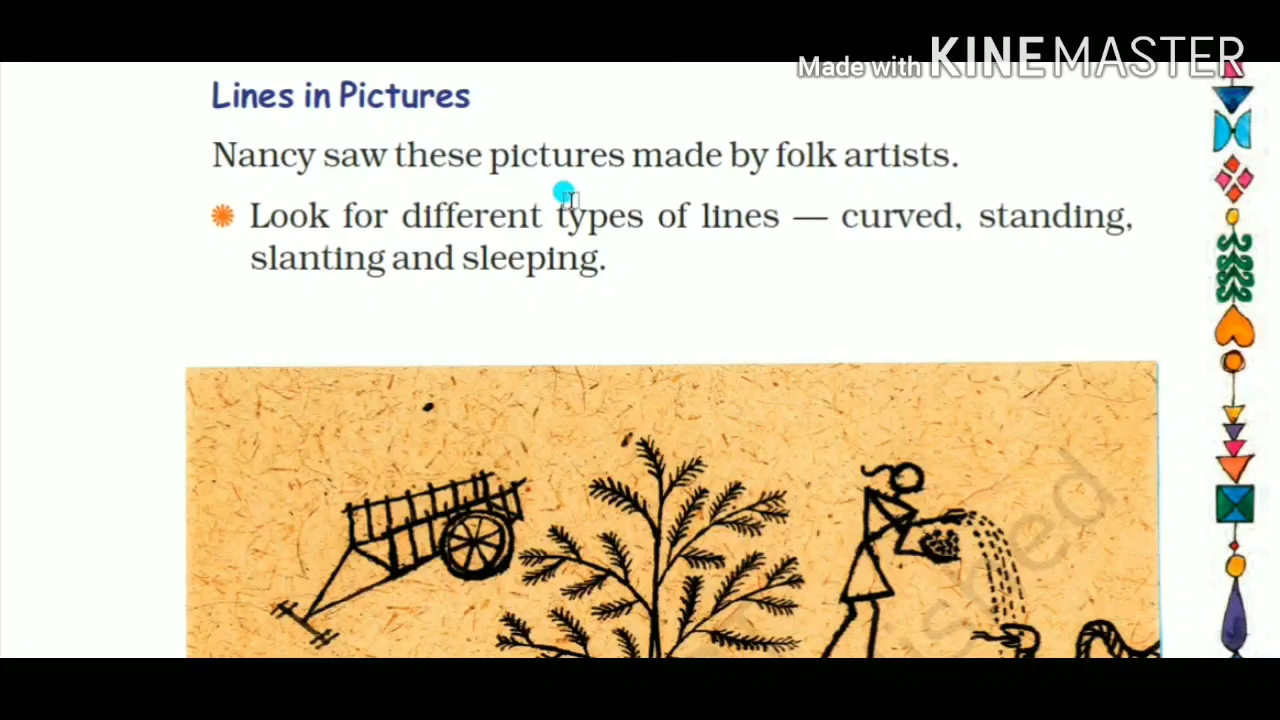 Made with KINEMASTER
Lines in Pictures
Nancy saw these pictures made by folk artists.
Look for different types of lines — curved, standing,
slanting and sleeping.